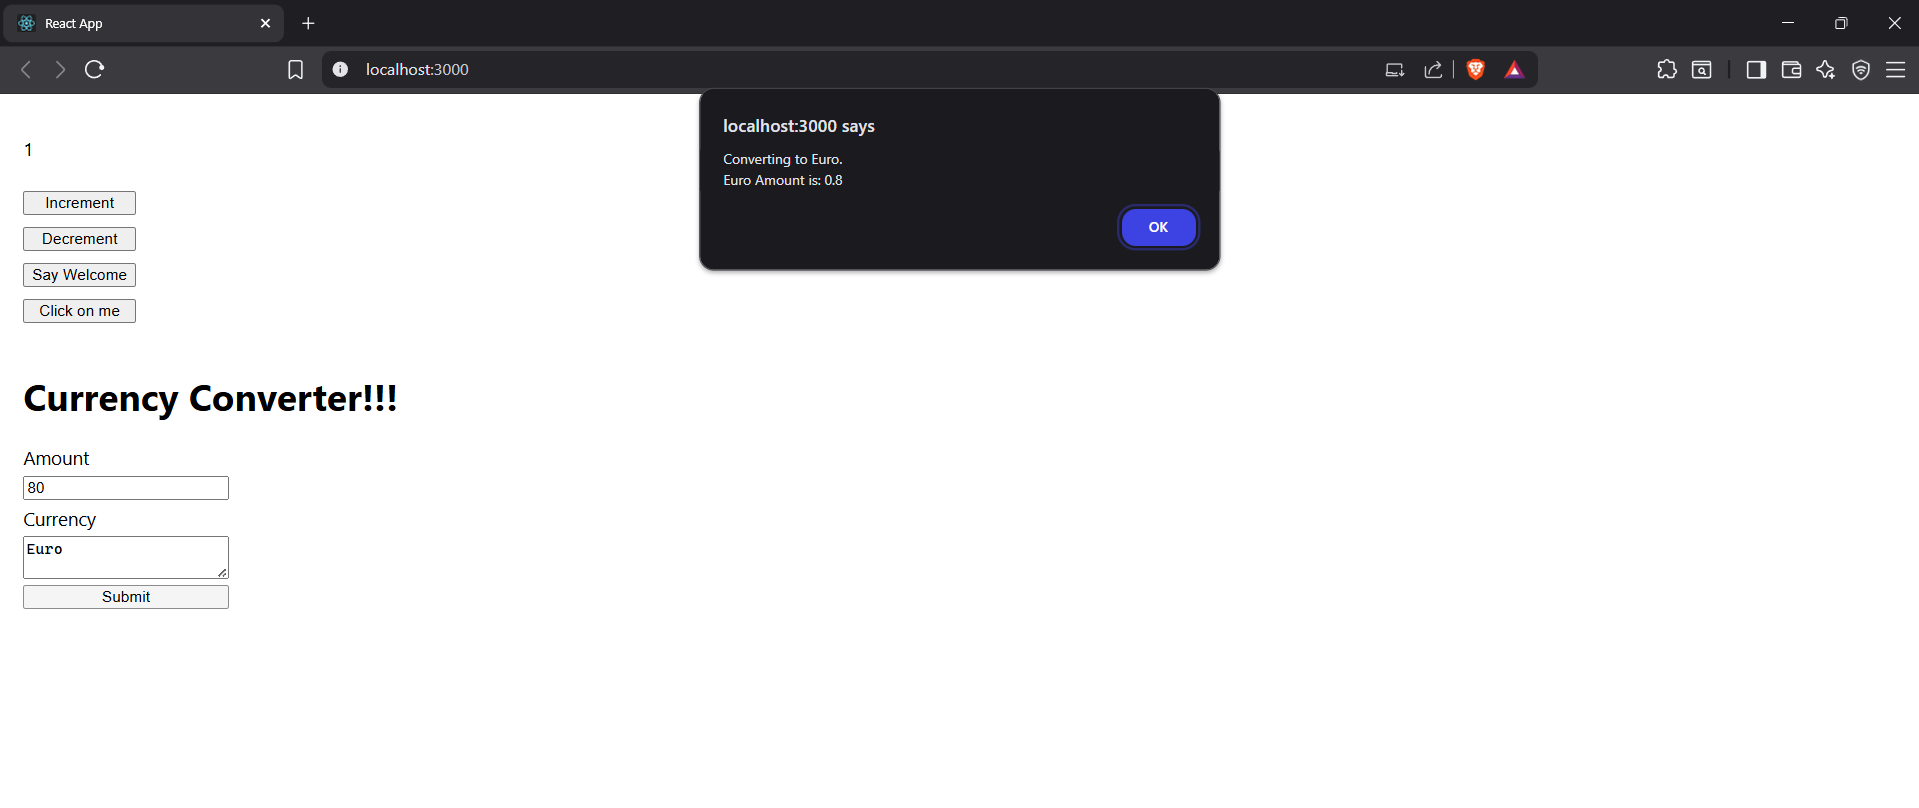 React App
localhost:3000
localhost:3000 says
Converting to Euro.
Euro Amount is: 0.8
OK
1
Increment
Decrement
Say Welcome
Click on me
Currency Converter!!!
Amount
80
Currency
Euro
Submit